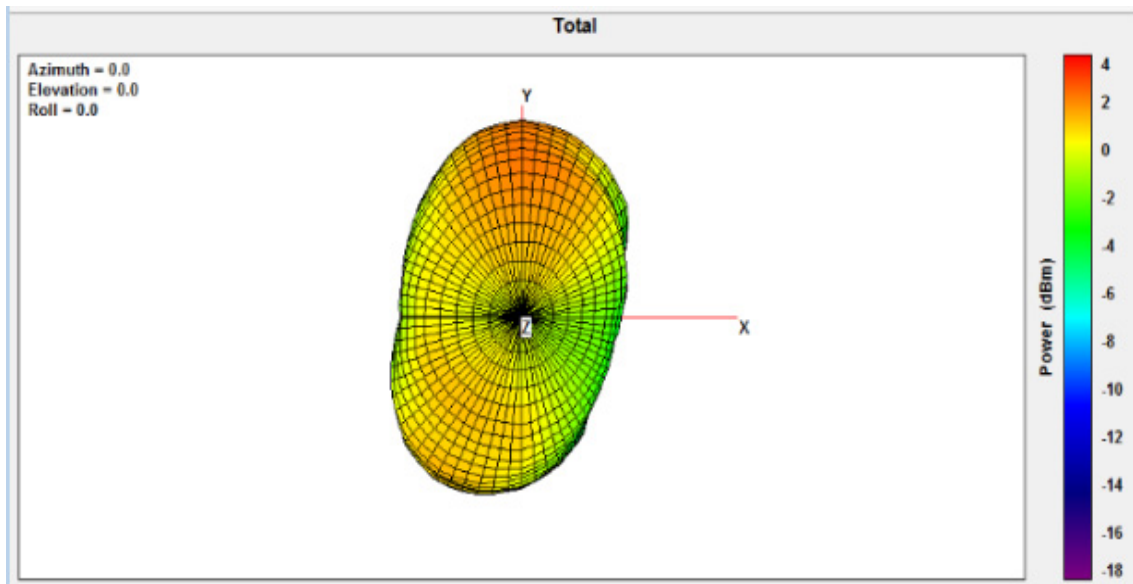 Total
Azimuth = 0.0
Elevation = 0.0
Roll = 0.0
Y
Z
X
Power (dBm)
4
2
0
-2
-4
-6
-8
-10
-12
-14
-16
-18